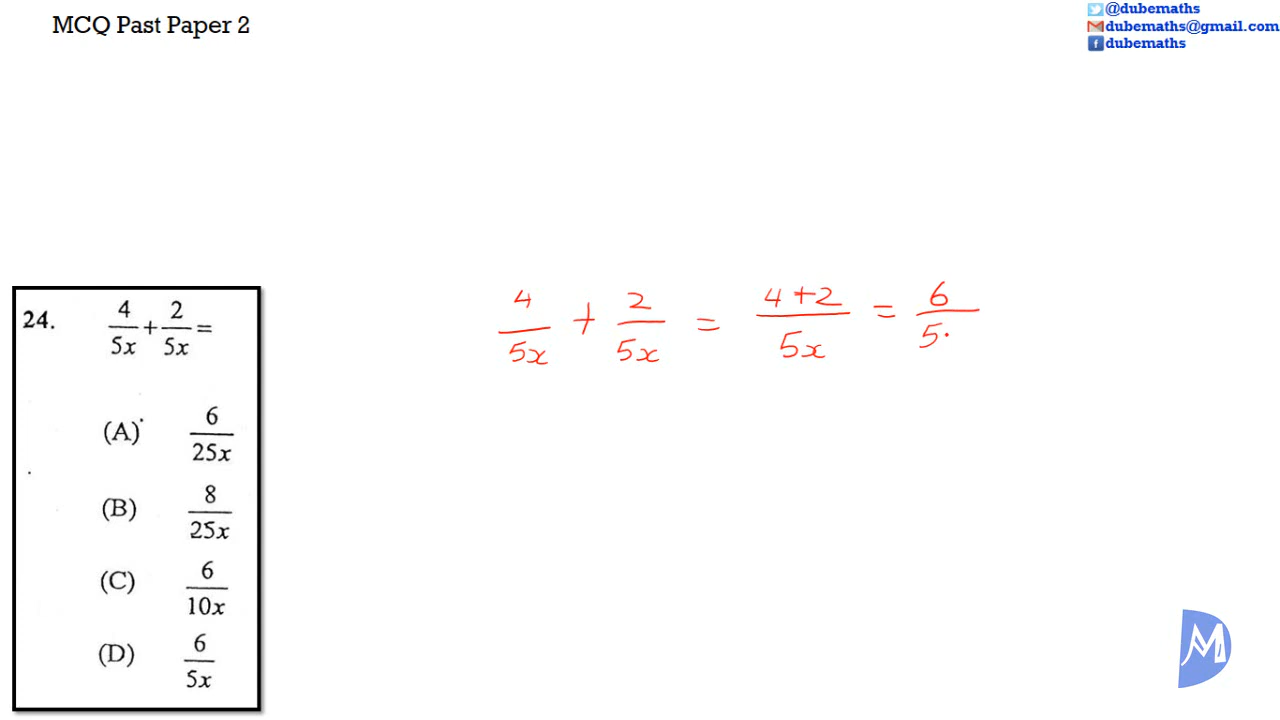 MCQ Past Paper 2
@dubemaths
dubemaths@gmail.com
dubemaths
24. 4/5x + 2/5x =
(A) 6/25x
(B) 8/25x
(C) 6/10x
(D) 6/5x
4/5x + 2/5x = 4+2/5x = 6/5
M